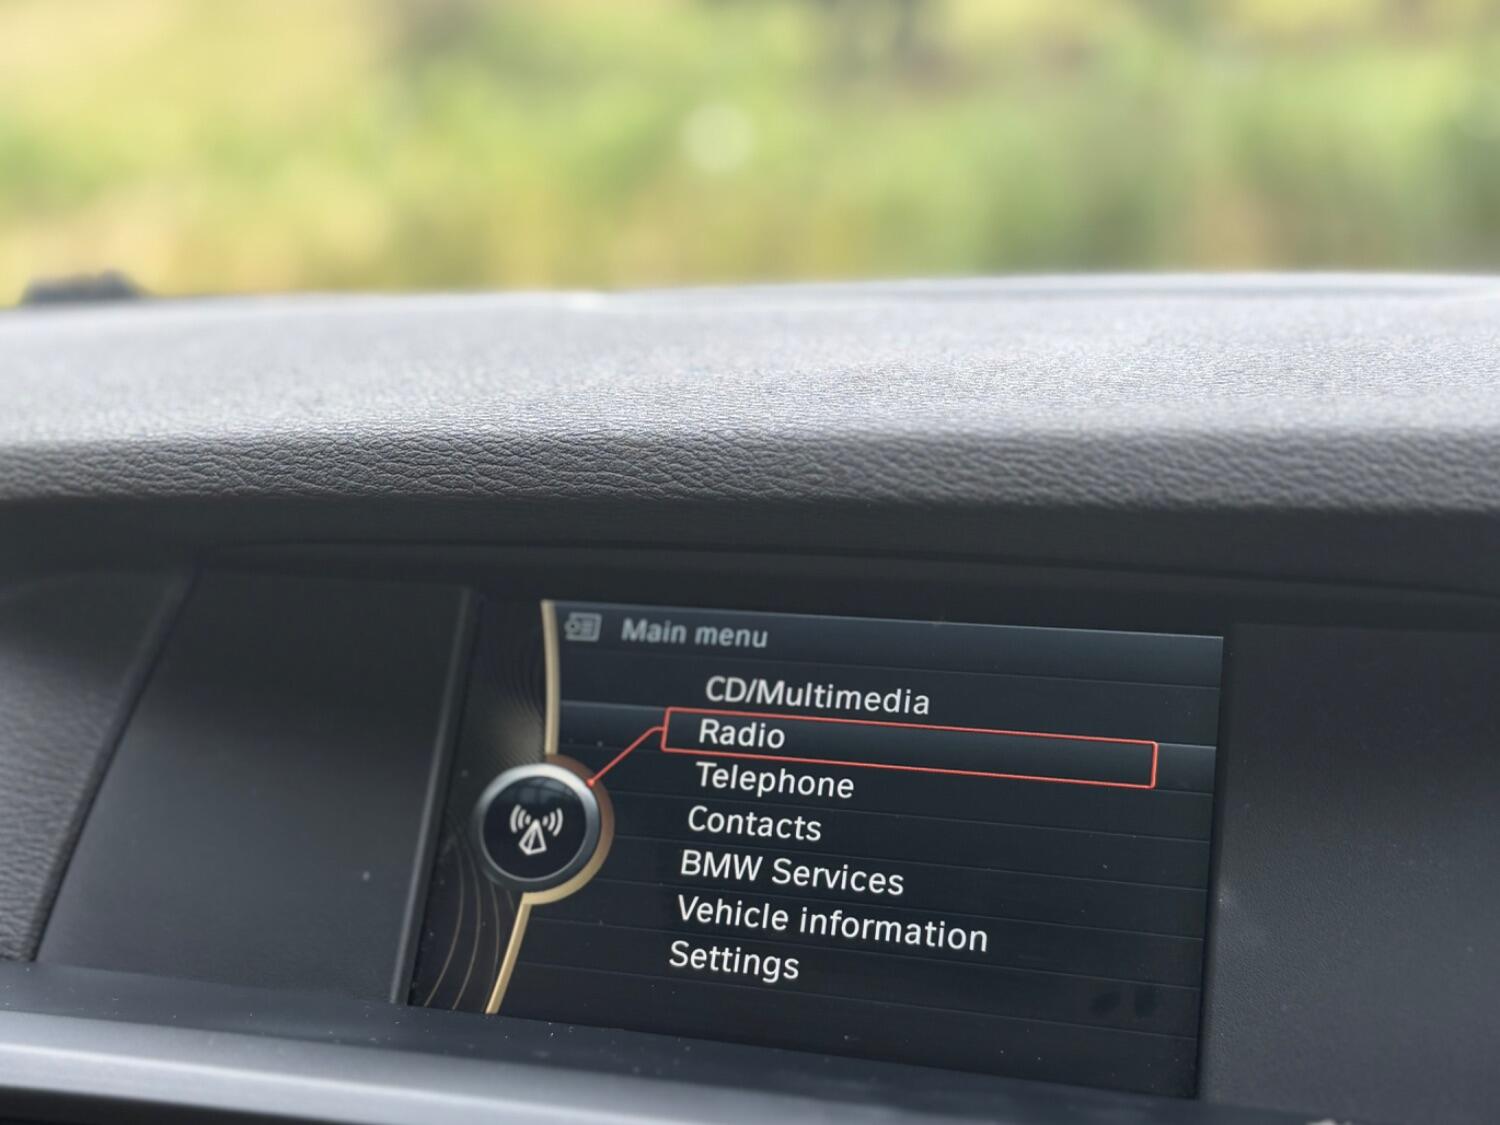 Main menu
CD/Multimedia
Radio
Telephone
Contacts
BMW Services
Vehicle information
Settings